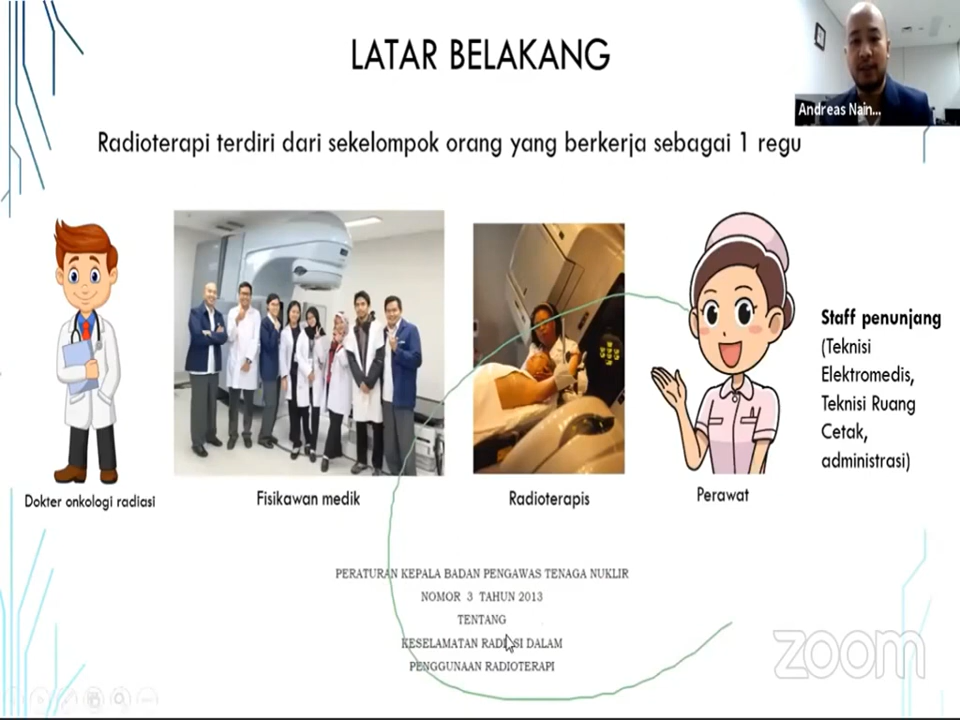 LATAR BELAKANG
Andreas Nain...
Radioterapi terdiri dari sekelompok orang yang berkerja sebagai 1 regu
Staff penunjang
(Teknisi
Elektromedis,
Teknisi Ruang
Cetak,
administrasi)
Dokter onkologi radiasi
Fisikawan medik
Radioterapis
Perawat
PERATURAN KEPALA BADAN PENGAWAS TENAGA NUKLIR
NOMOR 3 TAHUN 2013
TENTANG
KESELAMATAN RADIASI DALAM
PENGGUNAAN RADIOTERAPI
zoom